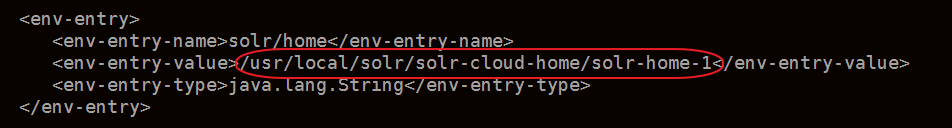 <env-entry>
<env-entry-name>solr/home</env-entry-name>
<env-entry-value>/usr/local/solr/solr-cloud-home/solr-home-1</env-entry-value>
<env-entry-type>java.lang.String</env-entry-type>
</env-entry>